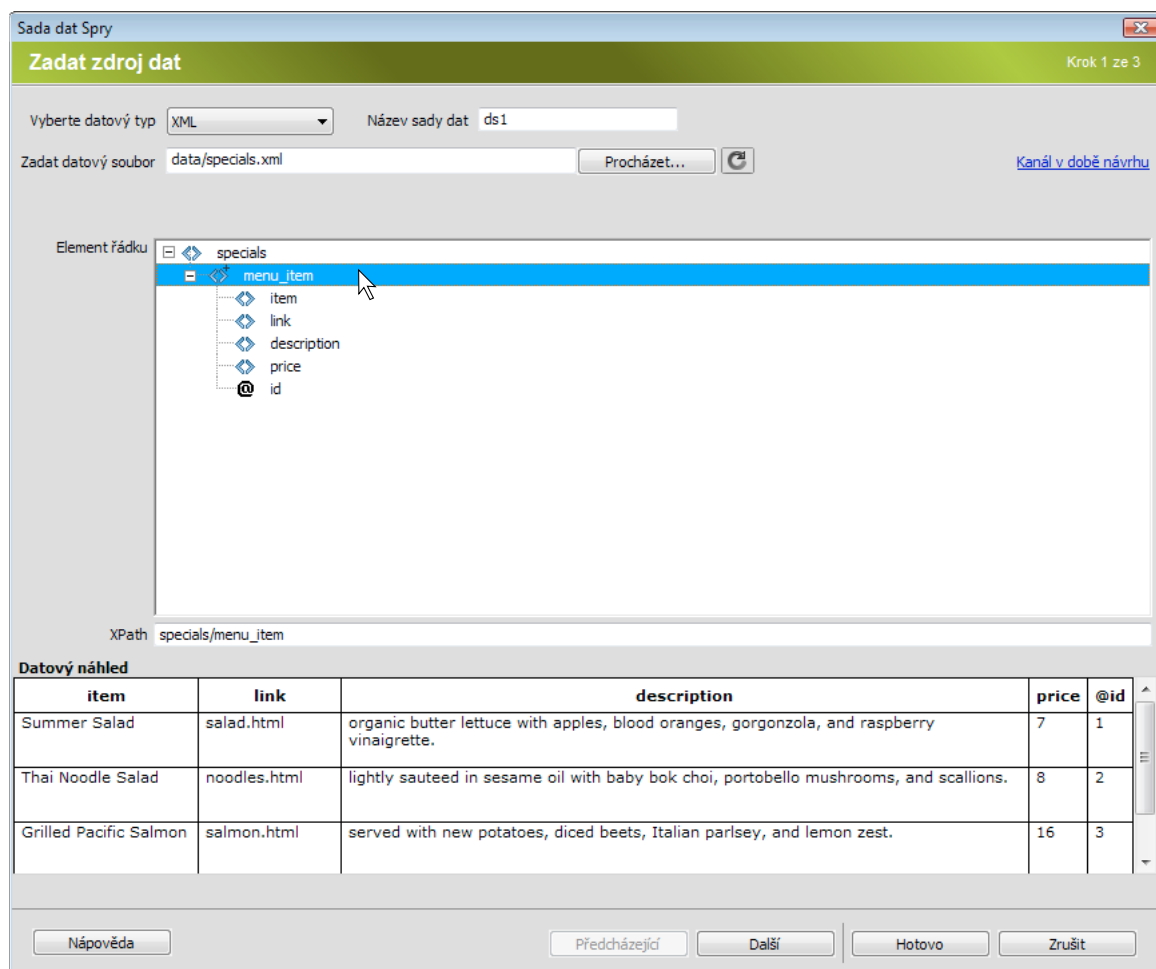 Sada dat Spry
Zadat zdroj dat
Krok 1 ze 3
Vyberte datový typ XML Název sady dat ds1
Zadat datový soubor data/specials.xml Procházet... Kanál v době návrhu
Element řádku
specials
menu_item
item
link
description
price
@ id
XPath specials/menu_item
Datový náhled
item link description price @id
Summer Salad salad.html organic butter lettuce with apples, blood oranges, gorgonzola, and raspberry 7 1
vinaigrette.
Thai Noodle Salad noodles.html lightly sauteed in sesame oil with baby bok choi, portobello mushrooms, and scallions. 8 2
Grilled Pacific Salmon salmon.html served with new potatoes, diced beets, Italian parlsey, and lemon zest. 16 3
Nápověda Předcházející Další Hotovo Zrušit